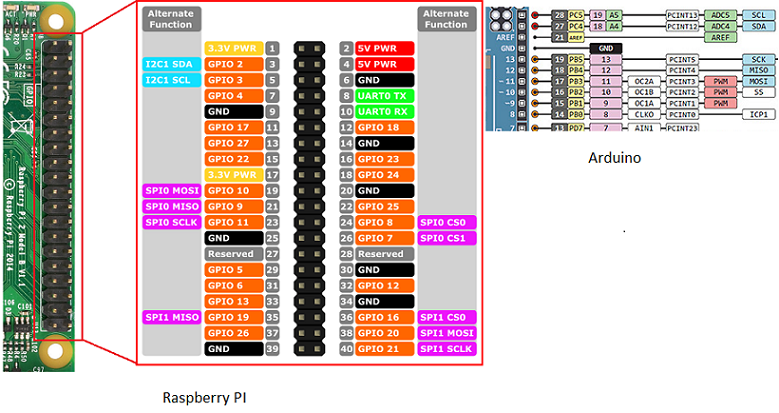 ACT PWR
Raspberry Pi 2 Model B V1.1
© Raspberry Pi 2014
GPIO
C97
Alternate Function
Alternate Function
3.3V PWR 1 2 5V PWR
I2C1 SDA GPIO 2 3 4 5V PWR
I2C1 SCL GPIO 3 5 6 GND
GPIO 4 7 8 UART0 TX
GND 9 10 UART0 RX
GPIO 17 11 12 GPIO 18
GPIO 27 13 14 GND
GPIO 22 15 16 GPIO 23
3.3V PWR 17 18 GPIO 24
SPI0 MOSI GPIO 10 19 20 GND
SPI0 MISO GPIO 9 21 22 GPIO 25
SPI0 SCLK GPIO 11 23 24 GPIO 8 SPI0 CS0
GND 25 26 GPIO 7 SPI0 CS1
Reserved 27 28 Reserved
GPIO 5 29 30 GND
GPIO 6 31 32 GPIO 12
GPIO 13 33 34 GND
SPI1 MISO GPIO 19 35 36 GPIO 16 SPI1 CS0
GPIO 26 37 38 GPIO 20 SPI1 MOSI
GND 39 40 GPIO 21 SPI1 SCLK
Raspberry PI
28 PC5 19 A5 PCINT13 ADC5 SCL
27 PC4 18 A4 PCINT12 ADC4 SDA
AREF 21 AREF AREF
GND GND
13 19 PB5 13 PCINT5 SCK
12 18 PB4 12 PCINT4 MISO
~11 17 PB3 11 OC2A PCINT3 PWM MOSI
~10 16 PB2 10 OC1B PCINT2 PWM SS
~9 15 PB1 9 OC1A PCINT1 PWM
8 14 PB0 8 CLKO PCINT0 ICP1
7 13 PD7 7 AIN1 PCINT23
Arduino